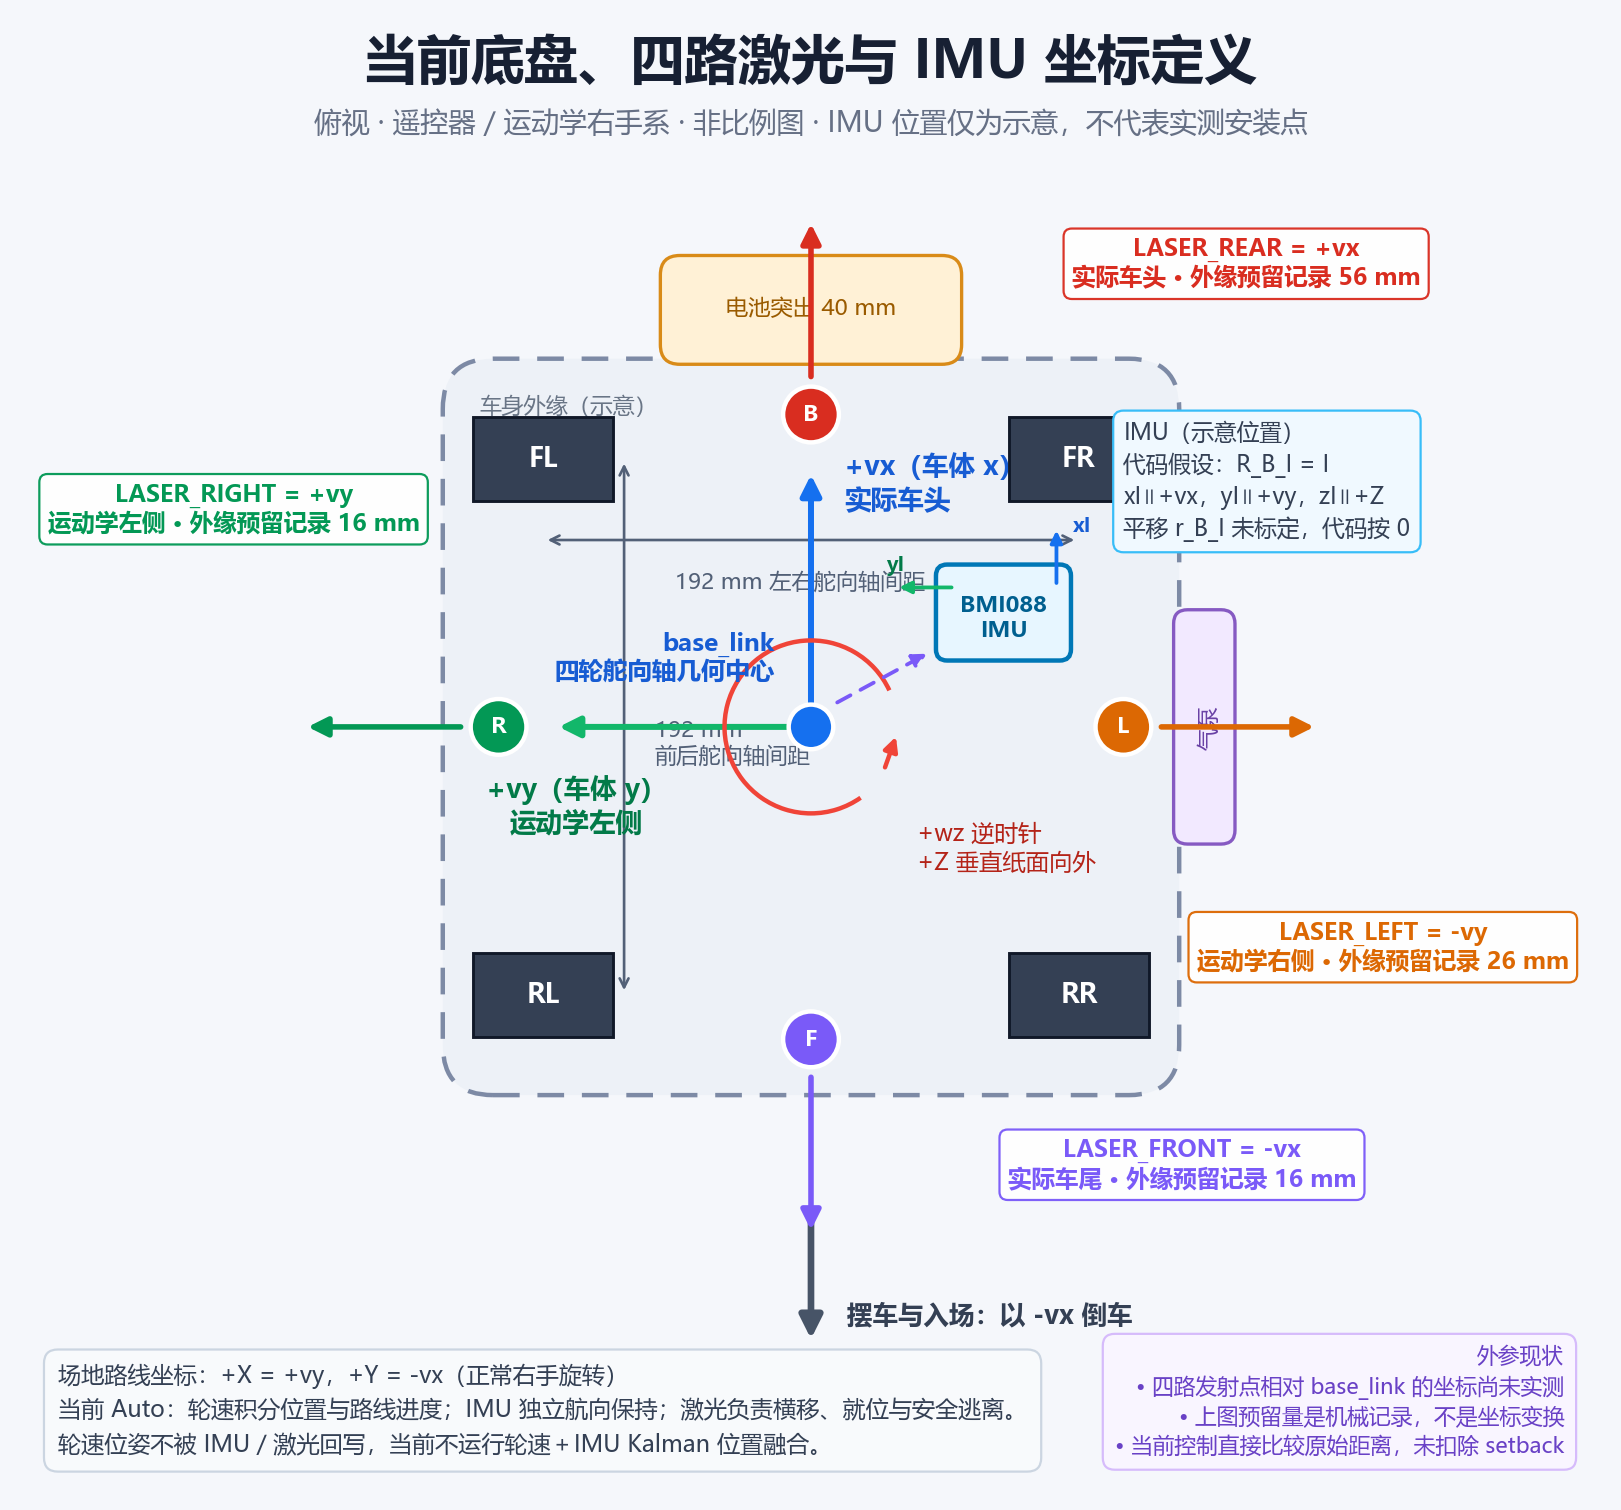 当前底盘、四路激光与 IMU 坐标定义
俯视 · 遥控器 / 运动学右手系 · 非比例图 · IMU 位置仅为示意，不代表实测安装点
LASER_REAR = +vx
实际车头 • 外缘预留记录 56 mm
电池突出 40 mm
车身外缘（示意）
B
FL
FR
IMU（示意位置）
代码假设：R_B_I = I
xI∥+vx，yI∥+vy，zI∥+Z
平移 r_B_I 未标定，代码按 0
+vx（车体 x）
实际车头
LASER_RIGHT = +vy
运动学左侧 • 外缘预留记录 16 mm
xI
yI
192 mm 左右舵向轴间距
BMI088
IMU
base_link
四轮舵向轴几何中心
R
L
气泵
192 mm
前后舵向轴间距
+vy（车体 y）
运动学左侧
+wz 逆时针
+Z 垂直纸面向外
LASER_LEFT = -vy
运动学右侧 • 外缘预留记录 26 mm
RL
RR
F
LASER_FRONT = -vx
实际车尾 • 外缘预留记录 16 mm
摆车与入场：以 -vx 倒车
场地路线坐标：+X = +vy，+Y = -vx（正常右手旋转）
当前 Auto：轮速积分位置与路线进度；IMU 独立航向保持；激光负责横移、就位与安全逃离。
轮速位姿不被 IMU / 激光回写，当前不运行轮速＋IMU Kalman 位置融合。
外参现状
• 四路发射点相对 base_link 的坐标尚未实测
• 上图预留量是机械记录，不是坐标变换
• 当前控制直接比较原始距离，未扣除 setback